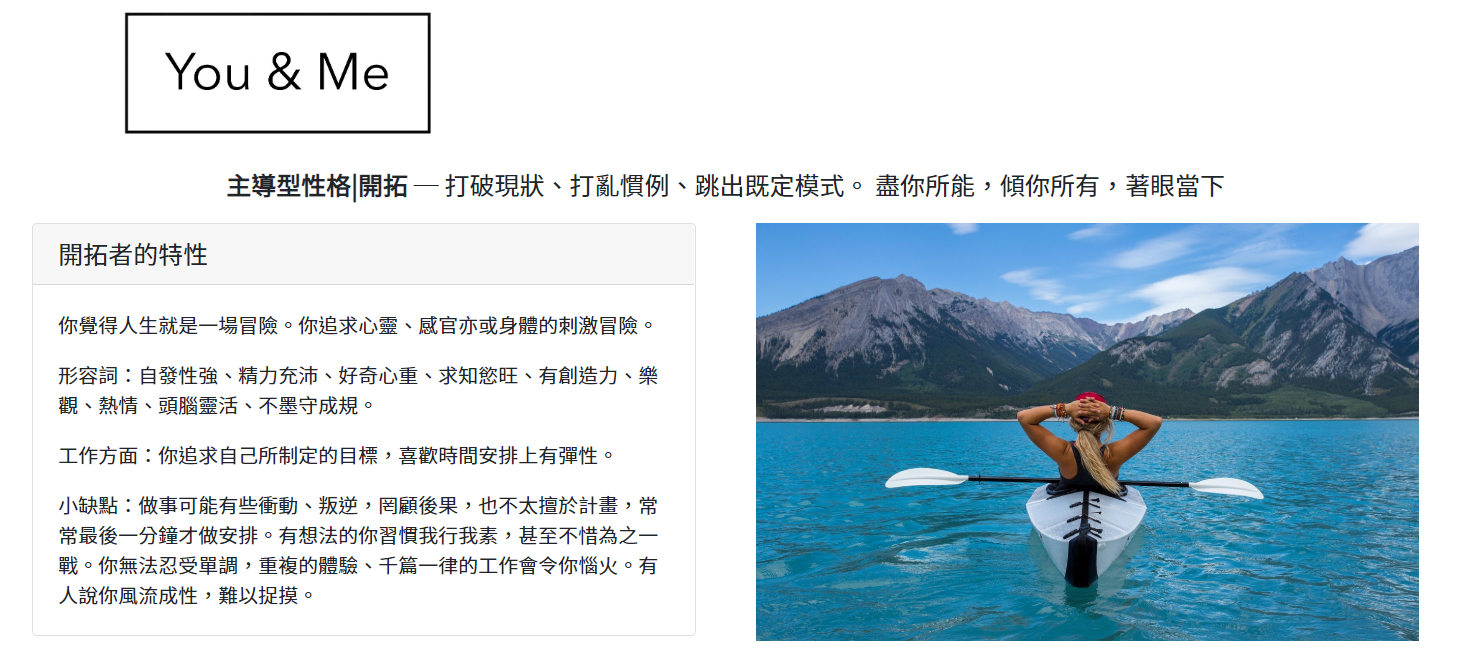 You & Me
主導型性格|開拓 — 打破現狀、打亂慣例、跳出既定模式。 盡你所能，傾你所有，著眼當下
開拓者的特性
你覺得人生就是一場冒險。你追求心靈、感官亦或身體的刺激冒險。
形容詞：自發性強、精力充沛、好奇心重、求知慾旺、有創造力、樂
觀、熱情、頭腦靈活、不墨守成規。
工作方面：你追求自己所制定的目標，喜歡時間安排上有彈性。
小缺點：做事可能有些衝動、叛逆，罔顧後果，也不太擅於計畫，常
常最後一分鐘才做安排。有想法的你習慣我行我素，甚至不惜為之一
戰。你無法忍受單調，重複的體驗、千篇一律的工作會令你惱火。有
人說你風流成性，難以捉摸。